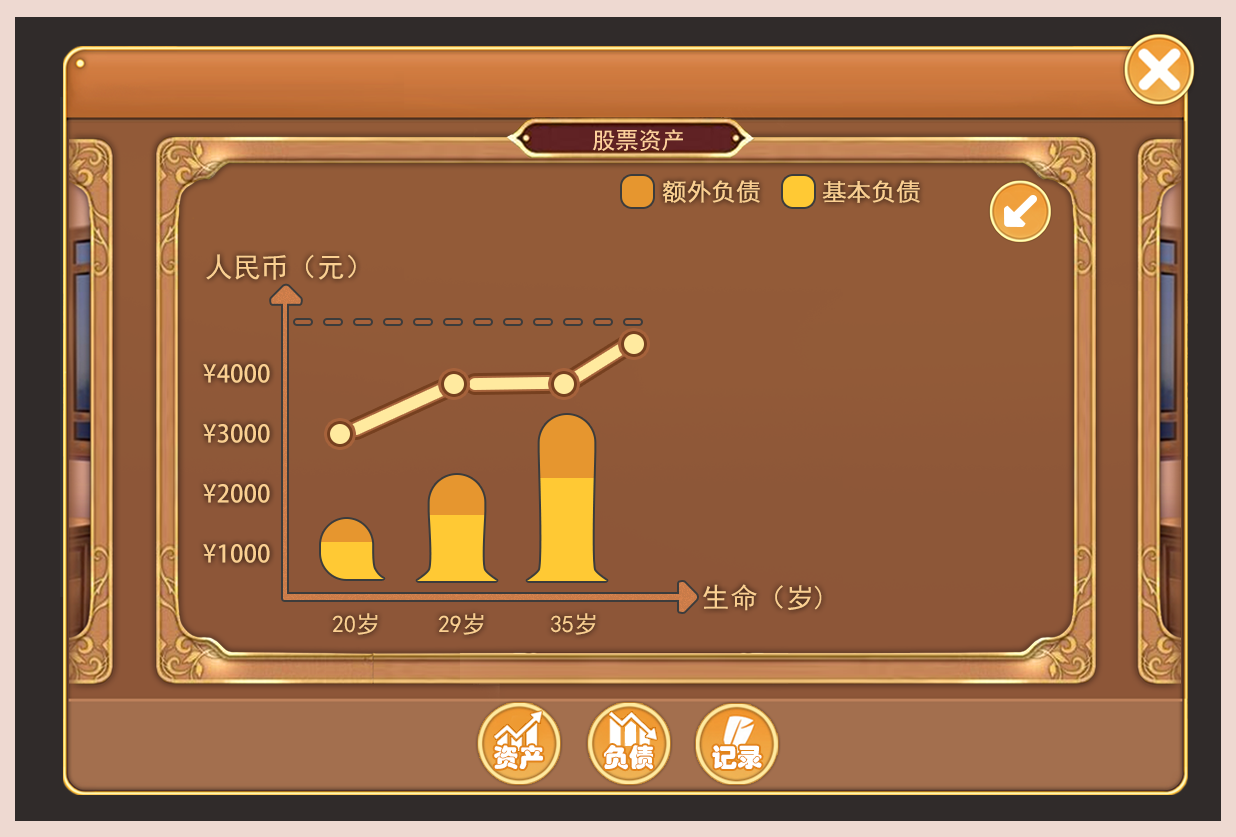 股票资产
额外负债 基本负债
人民币（元）
¥4000
¥3000
¥2000
¥1000
生命（岁）
20岁 29岁 35岁
资产 负债 记录